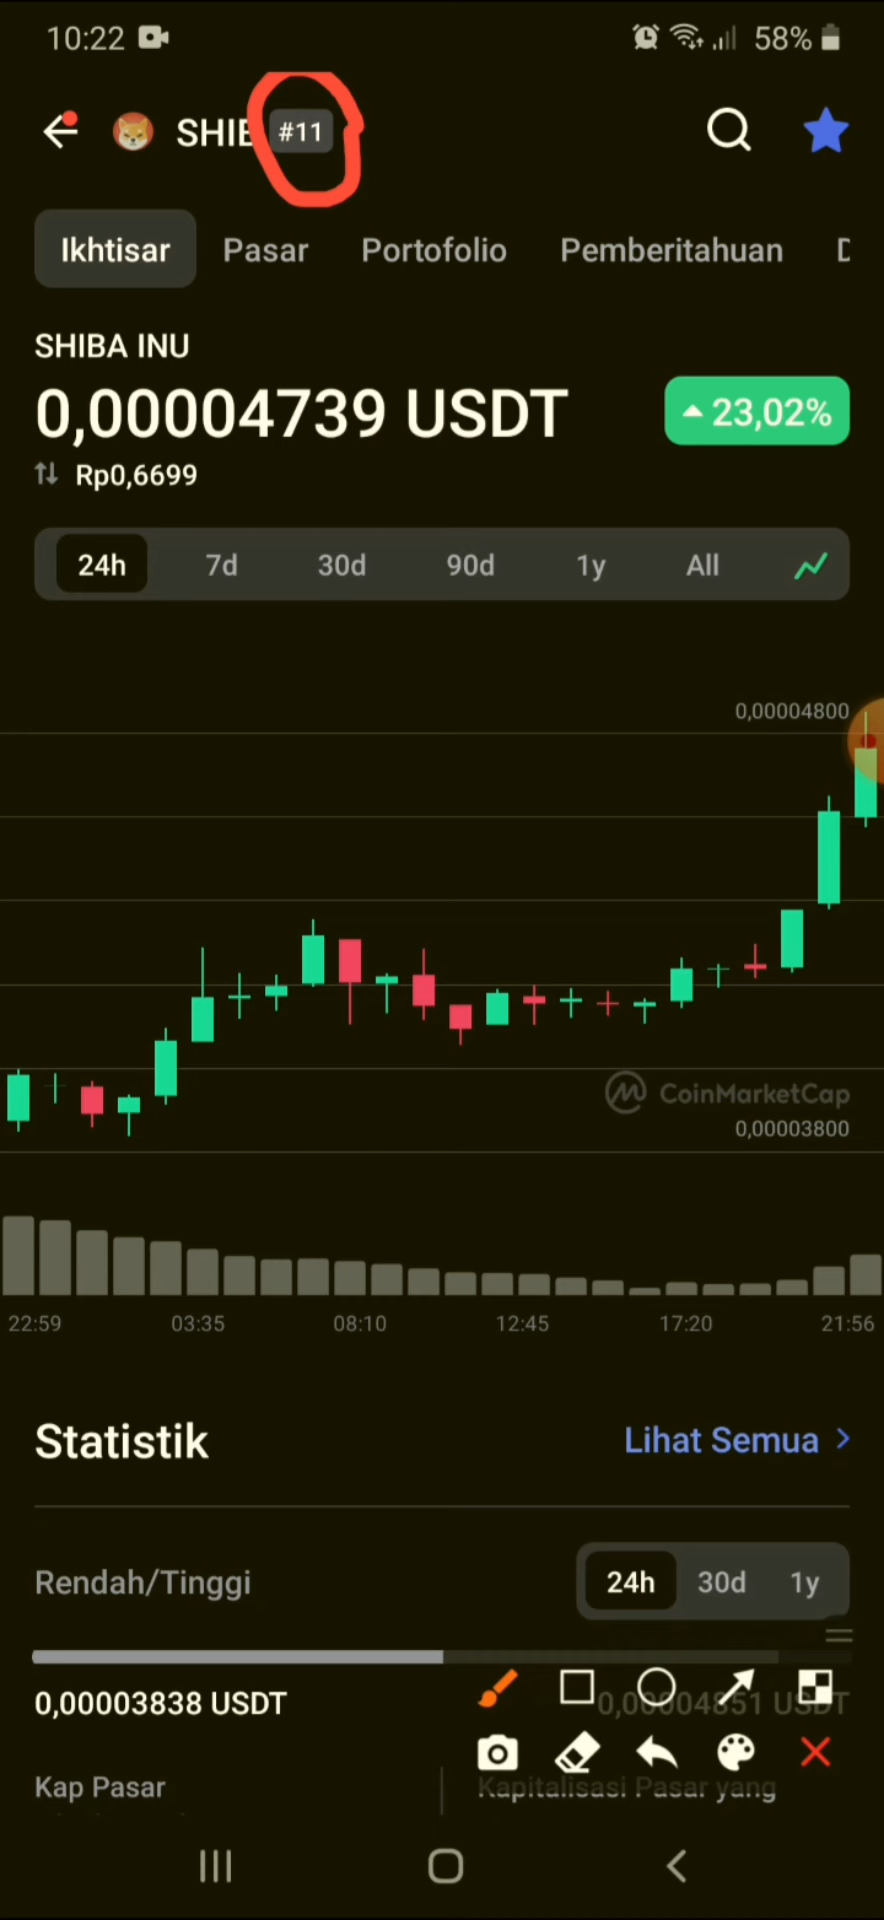 10:22 58%
SHIB #11
Ikhtisar Pasar Portofolio Pemberitahuan
SHIBA INU
0,00004739 USDT 23,02%
Rp0,6699
24h 7d 30d 90d 1y All
0,00004800
CoinMarketCap
0,00003800
22:59 03:35 08:10 12:45 17:20 21:56
Statistik Lihat Semua >
Rendah/Tinggi 24h 30d 1y
0,00003838 USDT 0,00004851 USDT
Kap Pasar Kapitalisasi Pasar yang